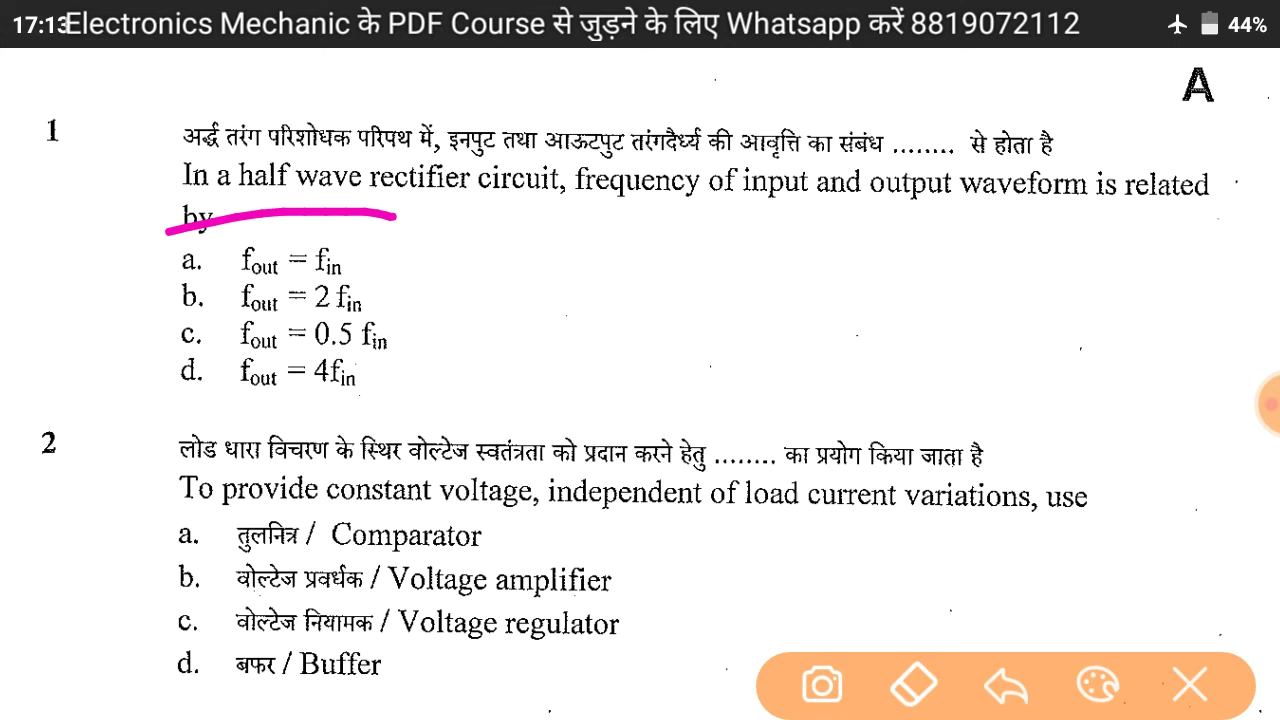 17:13 Electronics Mechanic के PDF Course से जुड़ने के लिए Whatsapp करें 8819072112 44%
A
1 अर्द्ध तरंग परिशोधक परिपथ में, इनपुट तथा आऊटपुट तरंगदैर्ध्य की आवृत्ति का संबंध ........ से होता है
In a half wave rectifier circuit, frequency of input and output waveform is related
by
a. fout = fin
b. fout = 2 fin
c. fout = 0.5 fin
d. fout = 4fin
2 लोड धारा विचारण के स्थिर वोल्टेज स्वतंत्रता को प्रदान करने हेतु ........ का प्रयोग किया जाता है
To provide constant voltage, independent of load current variations, use
a. तुलनित्र / Comparator
b. वोल्टेज प्रवर्धक / Voltage amplifier
c. वोल्टेज नियामक / Voltage regulator
d. बफर / Buffer